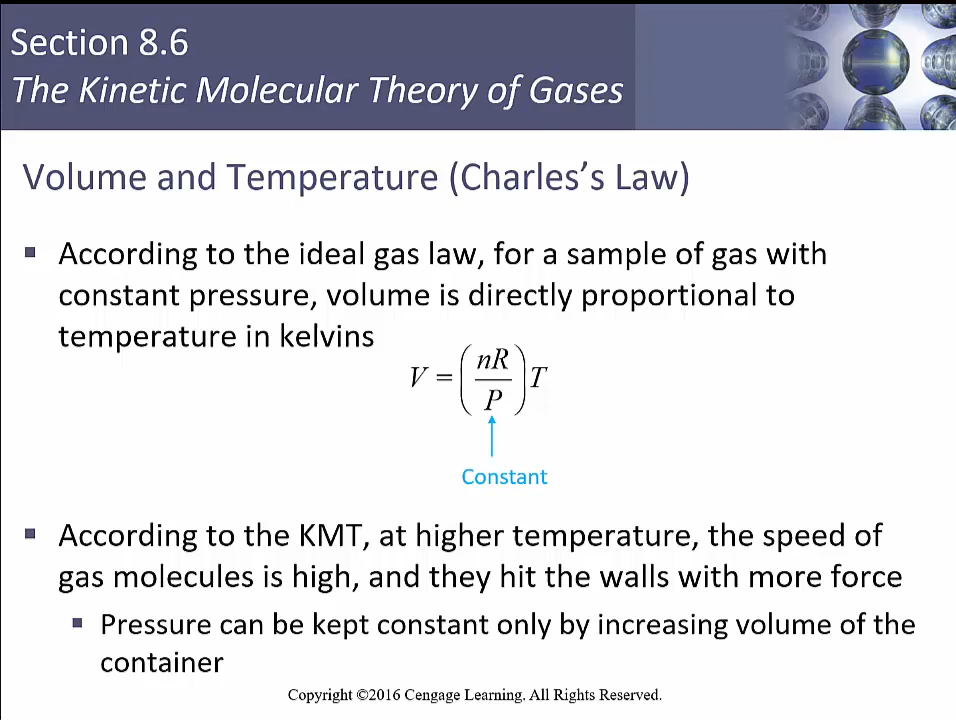 Section 8.6
The Kinetic Molecular Theory of Gases
Volume and Temperature (Charles’s Law)
▪ According to the ideal gas law, for a sample of gas with
constant pressure, volume is directly proportional to
temperature in kelvins
V = (nR/P) T
Constant
▪ According to the KMT, at higher temperature, the speed of
gas molecules is high, and they hit the walls with more force
▪ Pressure can be kept constant only by increasing volume of the
container
Copyright ©2016 Cengage Learning. All Rights Reserved.